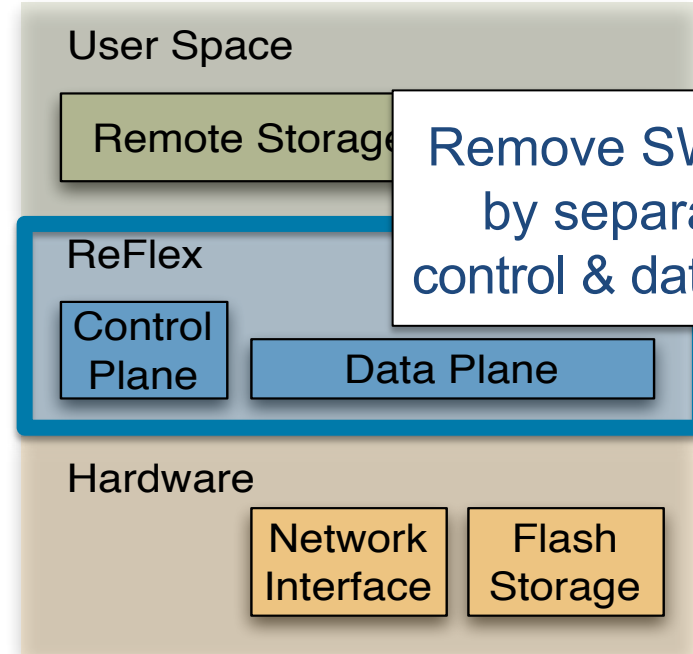 User Space
Remote Storage
Remove SW
by separa
control & dat
ReFlex
Control
Plane
Data Plane
Hardware
Network
Interface
Flash
Storage